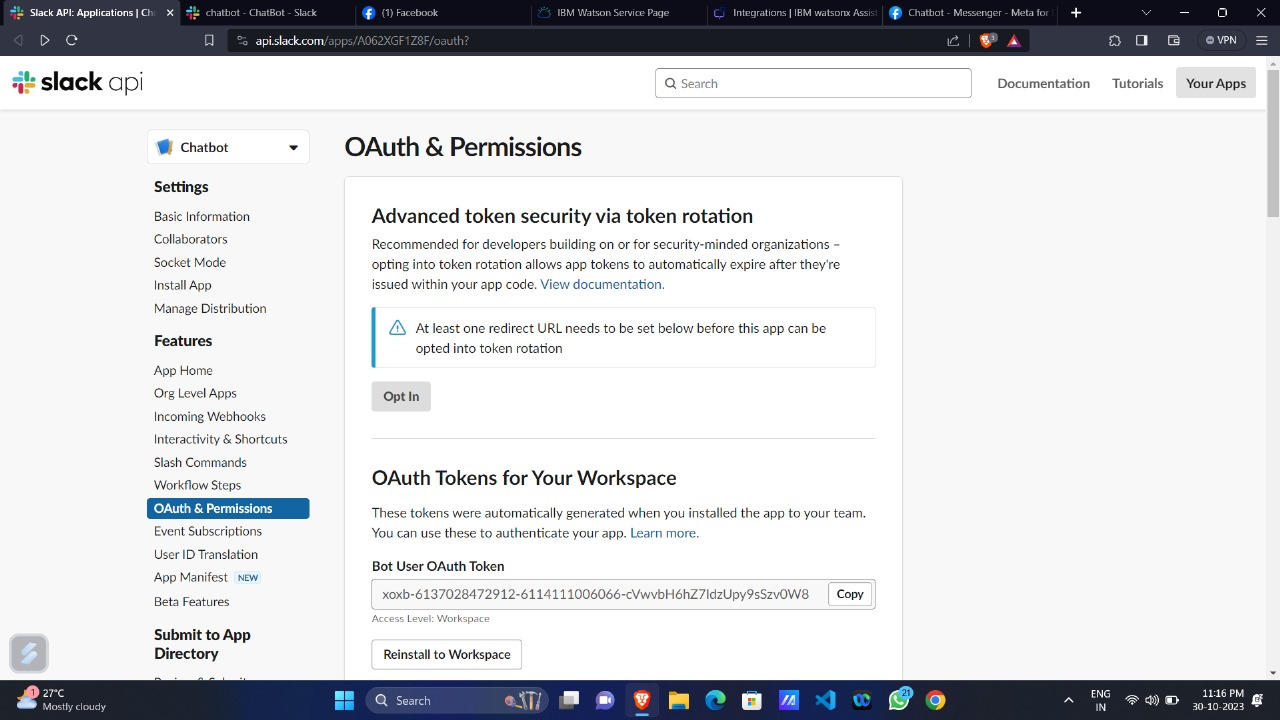 Slack API: Applications | Ch
chatbot - ChatBot - Slack
(1) Facebook
IBM Watson Service Page
Integrations | IBM watsonx Assis
Chatbot - Messenger - Meta for
api.slack.com/apps/A062XGF1Z8F/oauth?
VPN
slack api
Search
Documentation
Tutorials
Your Apps
Chatbot
Settings
Basic Information
Collaborators
Socket Mode
Install App
Manage Distribution
Features
App Home
Org Level Apps
Incoming Webhooks
Interactivity & Shortcuts
Slash Commands
Workflow Steps
OAuth & Permissions
Event Subscriptions
User ID Translation
App Manifest NEW
Beta Features
Submit to App
Directory
OAuth & Permissions
Advanced token security via token rotation
Recommended for developers building on or for security-minded organizations –
opting into token rotation allows app tokens to automatically expire after they're
issued within your app code. View documentation.
At least one redirect URL needs to be set below before this app can be
opted into token rotation
Opt In
OAuth Tokens for Your Workspace
These tokens were automatically generated when you installed the app to your team.
You can use these to authenticate your app. Learn more.
Bot User OAuth Token
Copy
Access Level: Workspace
Reinstall to Workspace
1
27°C
Mostly cloudy
Search
21
ENG
IN
11:16 PM
30-10-2023